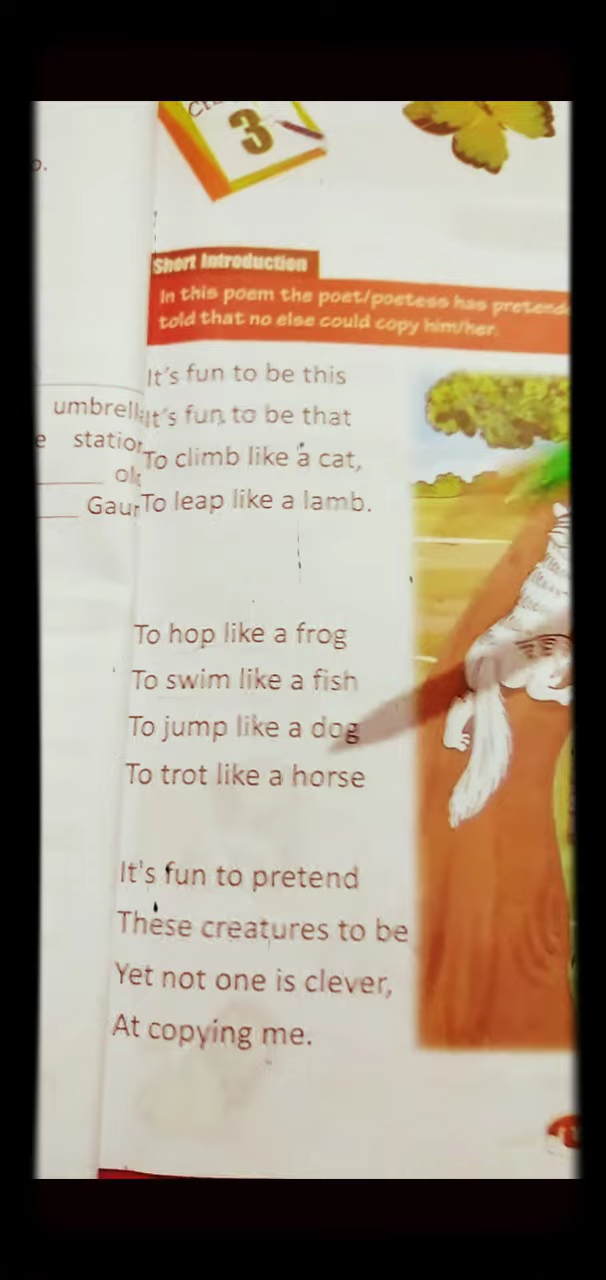 3
o.
umbrell
e station
Gaur
Short Introduction
In this poem the poet/poetess has pretend
told that no else could copy him/her.
It's fun to be this
It's fun to be that
To climb like a cat,
To leap like a lamb.
To hop like a frog
To swim like a fish
To jump like a dog
To trot like a horse
It's fun to pretend
These creatures to be
Yet not one is clever,
At copying me.